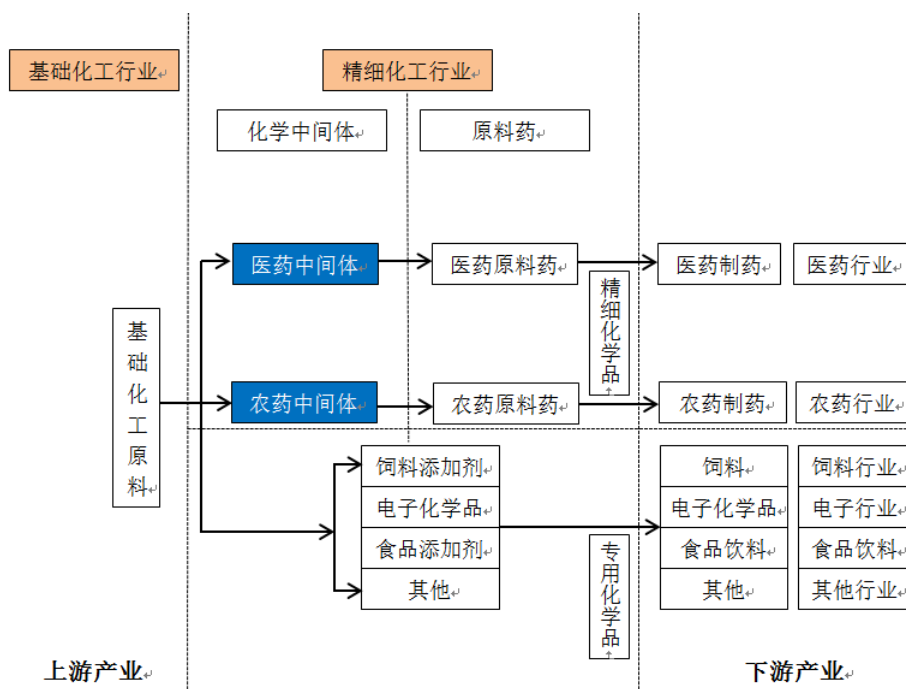 基础化工行业
精细化工行业
化学中间体
原料药
医药中间体
医药原料药
医药制药
医药行业
精细化学品
基础化工原料
农药中间体
农药原料药
农药制药
农药行业
饲料添加剂
饲料
饲料行业
电子化学品
电子化学品
电子行业
食品添加剂
食品饮料
食品饮料
其他
其他
其他行业
专用化学品
上游产业
下游产业